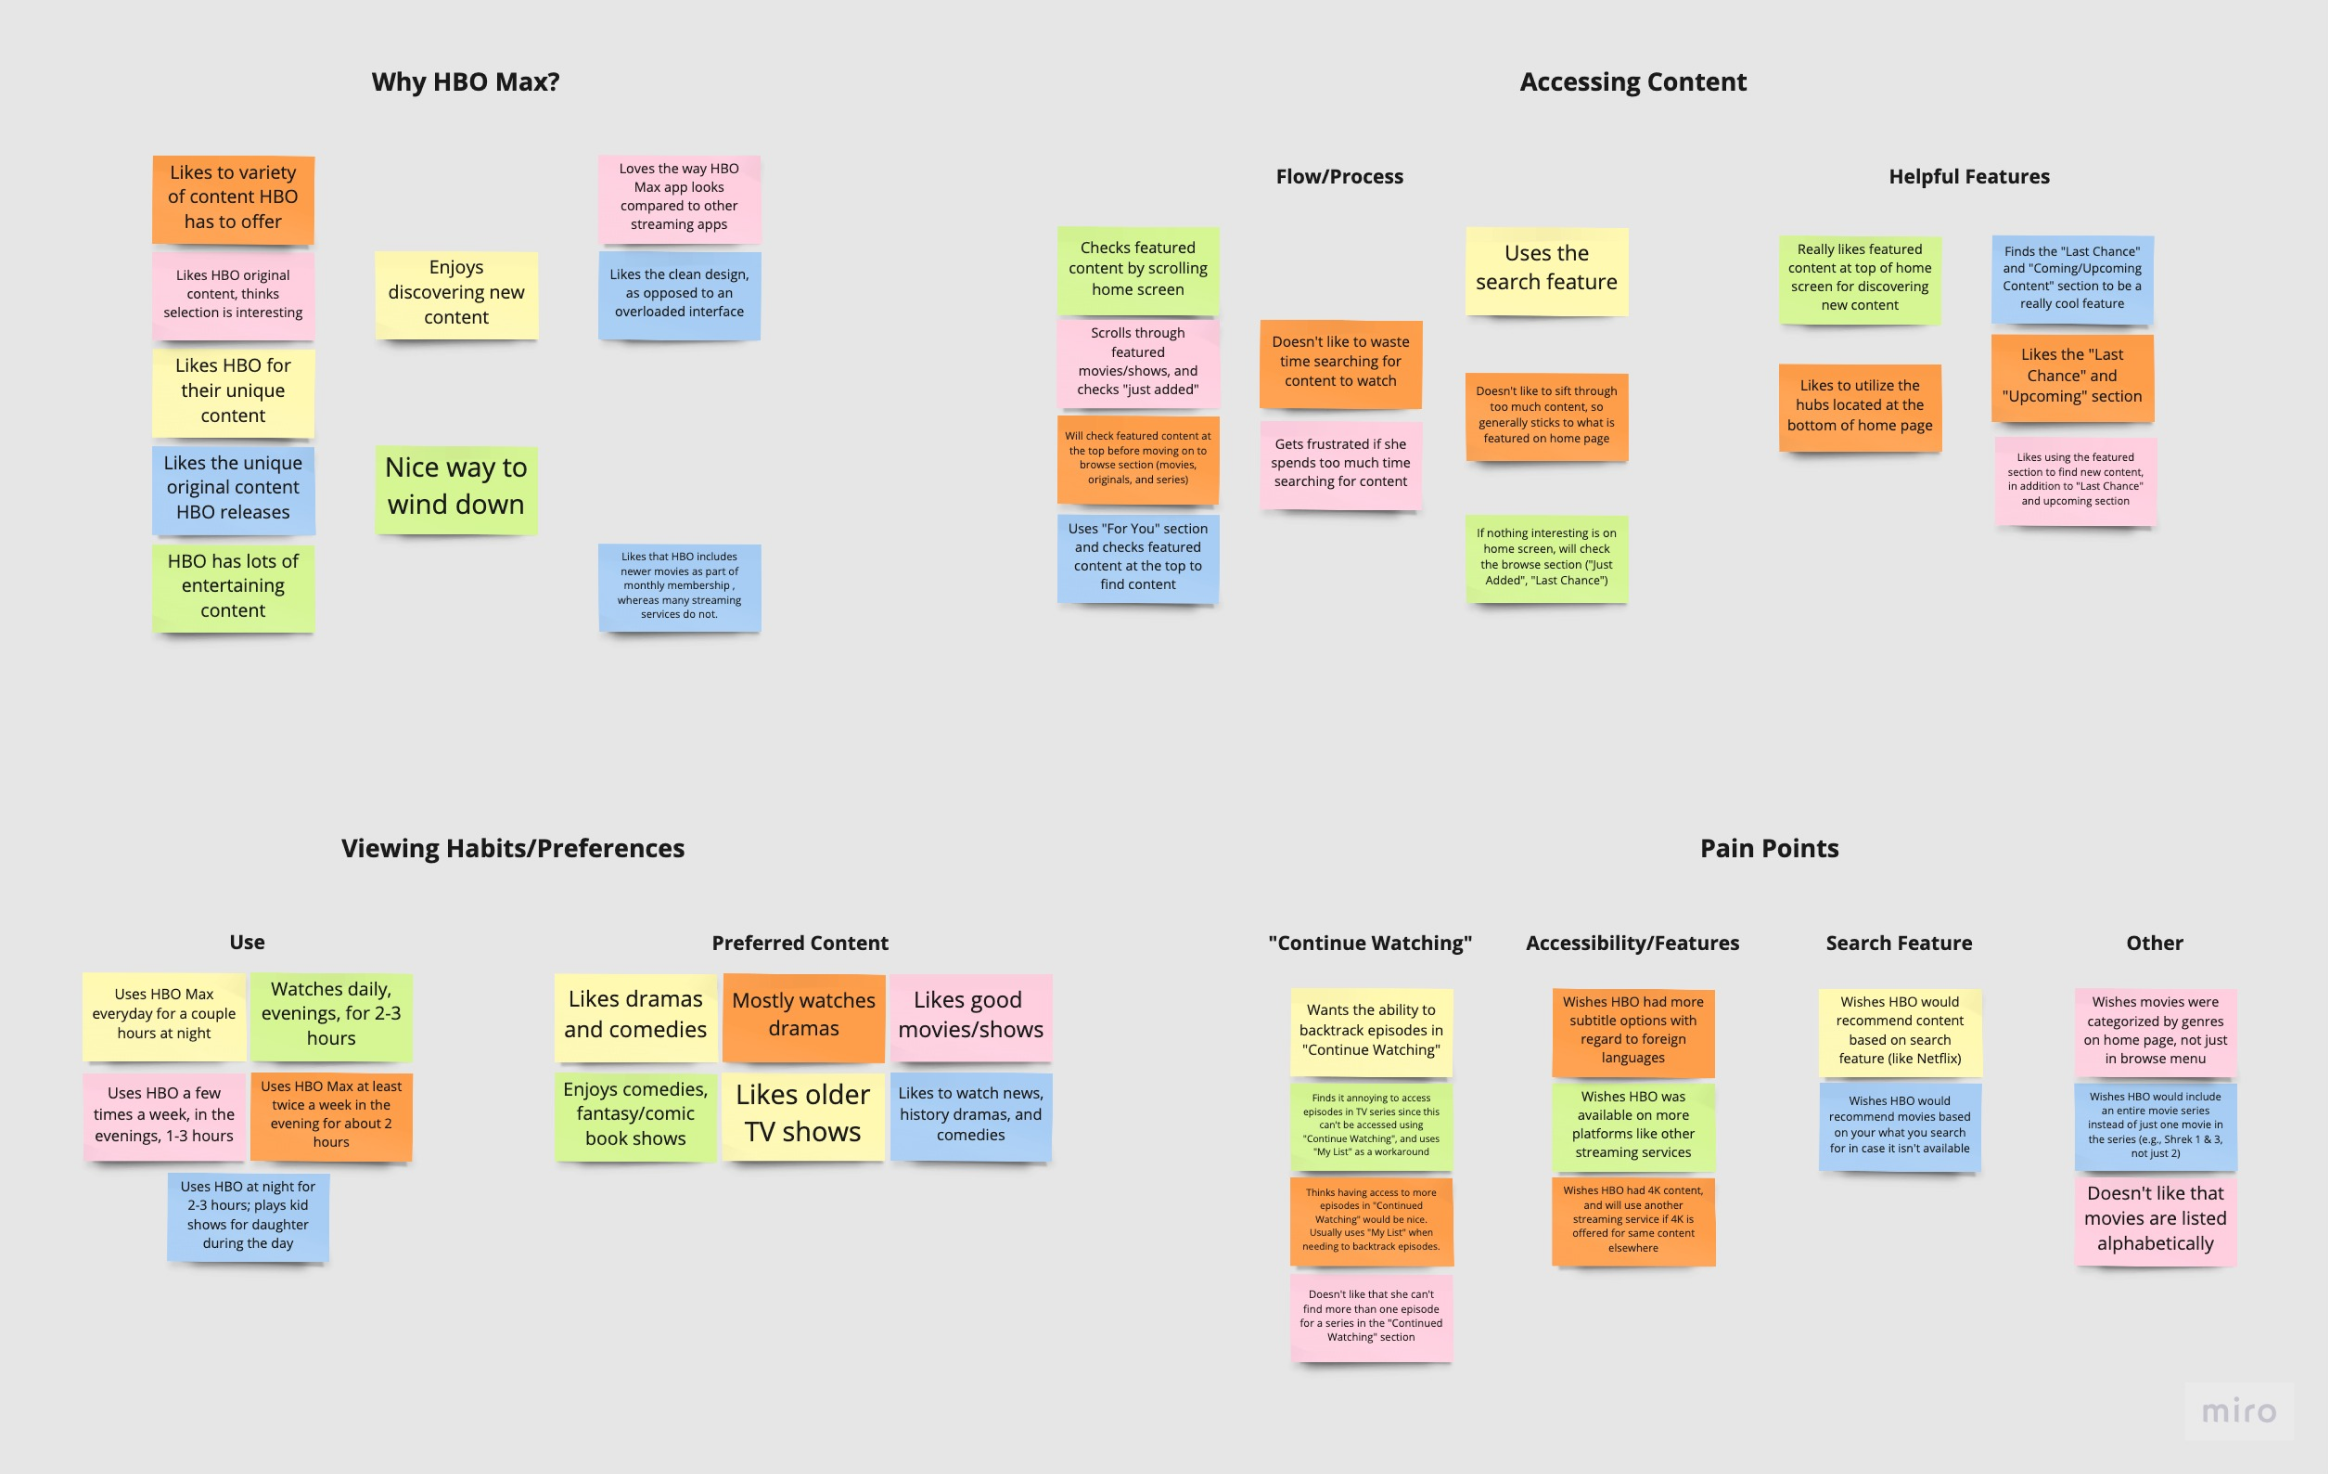 Why HBO Max?
Likes to variety
of content HBO
has to offer
Likes HBO original
content, thinks
selection is interesting
Likes HBO for
their unique
content
Likes the unique
original content
HBO releases
HBO has lots of
entertaining
content
Enjoys
discovering new
content
Nice way to
wind down
Loves the way HBO
Max app looks
compared to other
streaming apps
Likes the clean design,
as opposed to an
overloaded interface
Likes that HBO includes
newer movies as part of
monthly membership ,
whereas many streaming
services do not.
Accessing Content
Flow/Process
Checks featured
content by scrolling
home screen
Scrolls through
featured
movies/shows, and
checks "just added"
Will check featured content at
the top before moving on to
browse section (movies,
originals, and series)
Uses "For You" section
and checks featured
content at the top to
find content
Doesn't like to waste
time searching for
content to watch
Gets frustrated if she
spends too much time
searching for content
Uses the
search feature
Doesn't like to sift through
too much content, so
generally sticks to what is
featured on home page
If nothing interesting is on
home screen, will check
the browse section ("Just
Added", "Last Chance")
Helpful Features
Really likes featured
content at top of home
screen for discovering
new content
Likes to utilize the
hubs located at the
bottom of home page
Finds the "Last Chance"
and "Coming/Upcoming
Content" section to be a
really cool feature
Likes the "Last
Chance" and
"Upcoming" section
Likes using the featured
section to find new content,
in addition to "Last Chance"
and upcoming section
Viewing Habits/Preferences
Use
Uses HBO Max
everyday for a couple
hours at night
Watches daily,
evenings, for 2-3
hours
Uses HBO a few
times a week, in the
evenings, 1-3 hours
Uses HBO Max at least
twice a week in the
evening for about 2
hours
Uses HBO at night for
2-3 hours; plays kid
shows for daughter
during the day
Preferred Content
Likes dramas
and comedies
Mostly watches
dramas
Likes good
movies/shows
Enjoys comedies,
fantasy/comic
book shows
Likes older
TV shows
Likes to watch news,
history dramas, and
comedies
Pain Points
"Continue Watching"
Wants the ability to
backtrack episodes in
"Continue Watching"
Finds it annoying to access
episodes in TV series since this
can't be accessed using
"Continue Watching", and uses
"My List" as a workaround
Thinks having access to more
episodes in "Continued
Watching" would be nice.
Usually uses "My List" when
needing to backtrack episodes.
Doesn't like that she can't
find more than one episode
for a series in the "Continued
Watching" section
Accessibility/Features
Wishes HBO had more
subtitle options with
regard to foreign
languages
Wishes HBO was
available on more
platforms like other
streaming services
Wishes HBO had 4K content,
and will use another
streaming service if 4K is
offered for same content
elsewhere
Search Feature
Wishes HBO would
recommend content
based on search
feature (like Netflix)
Wishes HBO would
recommend movies based
on your what you search
for in case it isn't available
Other
Wishes movies were
categorized by genres
on home page, not just
in browse menu
Wishes HBO would include
an entire movie series
instead of just one movie in
the series (e.g., Shrek 1 & 3,
not just 2)
Doesn't like that
movies are listed
alphabetically
miro